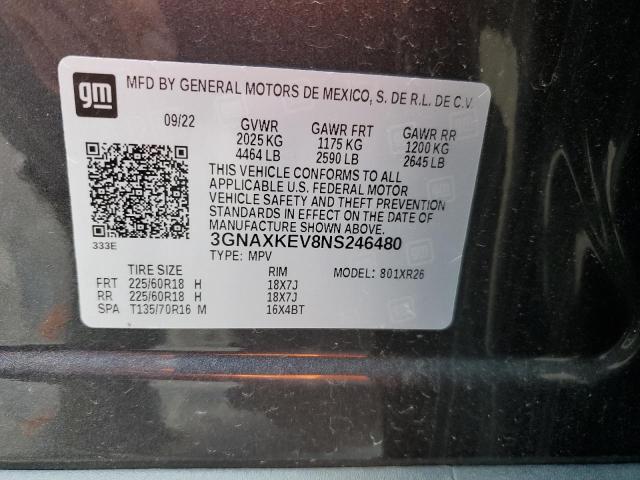 gm
MFD BY GENERAL MOTORS DE MEXICO, S. DE R.L. DE C.V.
09/22 GVWR GAWR FRT GAWR RR
2025 KG 1175 KG 1200 KG
4464 LB 2590 LB 2645 LB
THIS VEHICLE CONFORMS TO ALL
APPLICABLE U.S. FEDERAL MOTOR
VEHICLE SAFETY AND THEFT PREVENTION
STANDARDS IN EFFECT ON THE DATE OF
MANUFACTURE SHOWN ABOVE.
333E 3GNAXKEV8NS246480
TYPE: MPV
TIRE SIZE RIM MODEL: 801XR26
FRT 225/60R18 H 18X7J
RR 225/60R18 H 18X7J
SPA T135/70R16 M 16X4BT